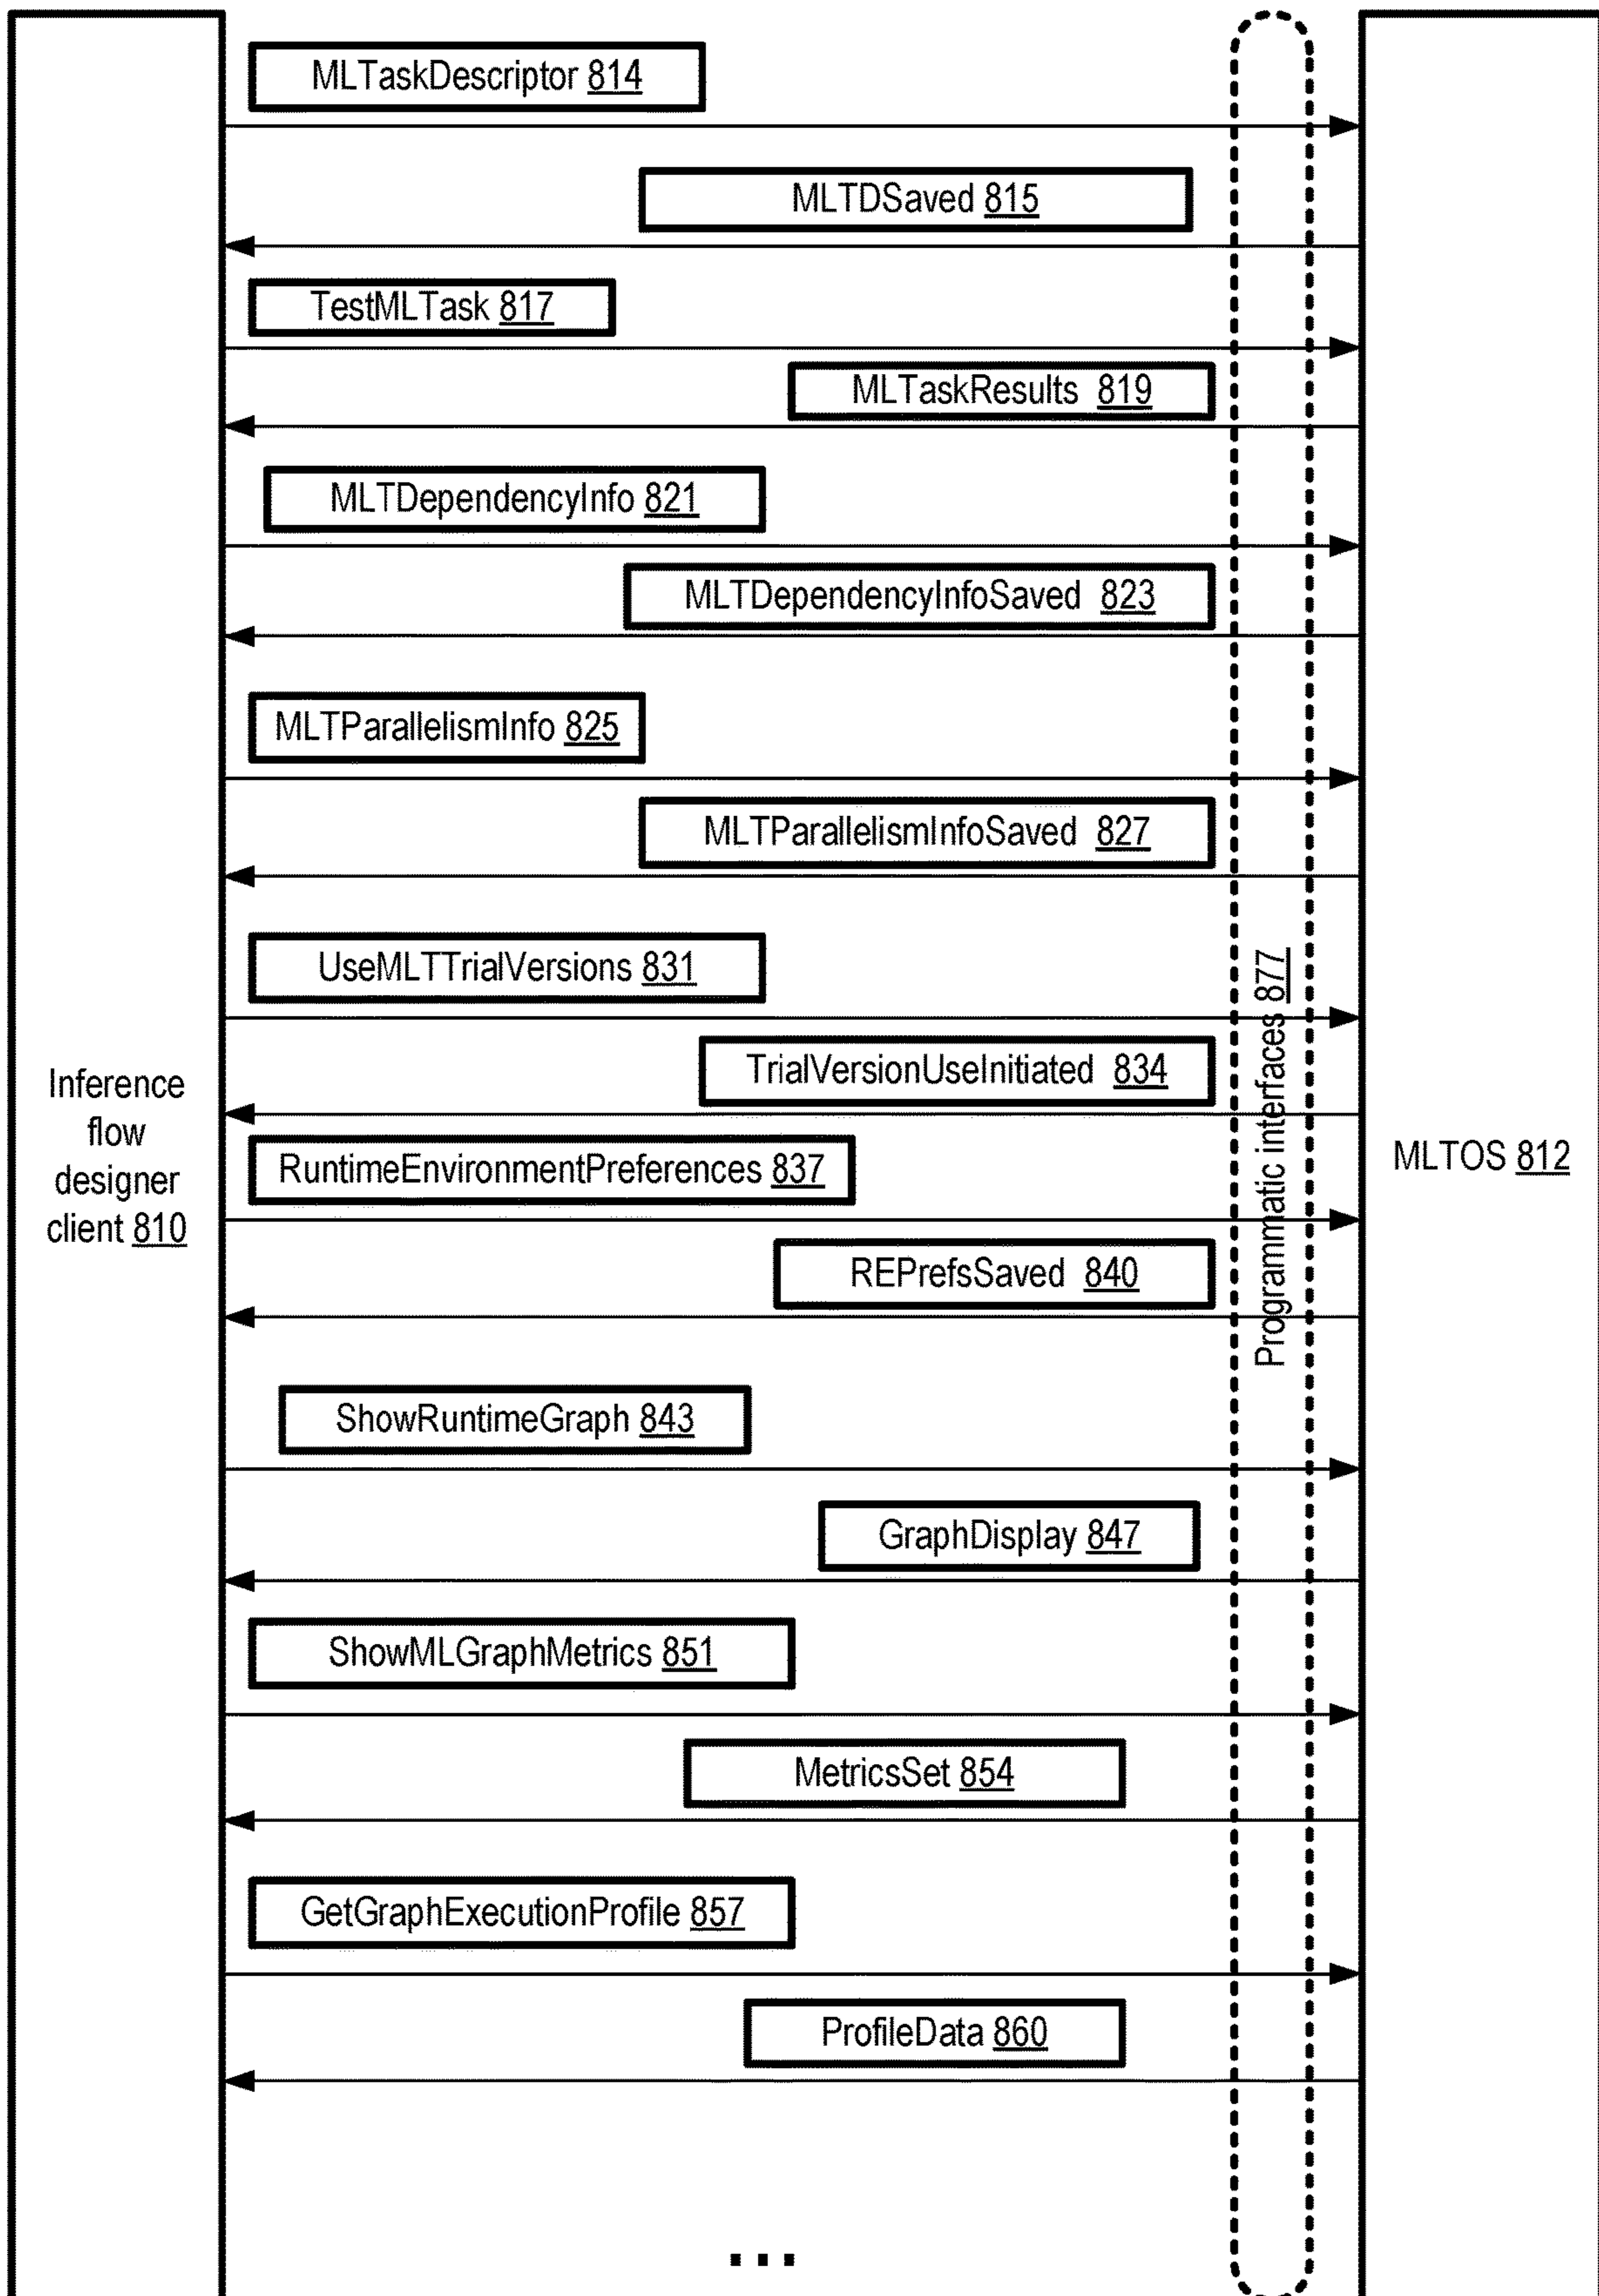 MLTaskDescriptor 814
MLTDSaved 815
TestMLTask 817
MLTaskResults 819
MLTDependencyInfo 821
MLTDependencyInfoSaved 823
MLTParallelismInfo 825
MLTParallelismInfoSaved 827
UseMLTTrialVersions 831
TrialVersionUseInitiated 834
Inference
flow
designer
client 810
Programmatic interfaces 877
MLTOS 812
RuntimeEnvironmentPreferences 837
REPrefsSaved 840
ShowRuntimeGraph 843
GraphDisplay 847
ShowMLGraphMetrics 851
MetricsSet 854
GetGraphExecutionProfile 857
ProfileData 860
...